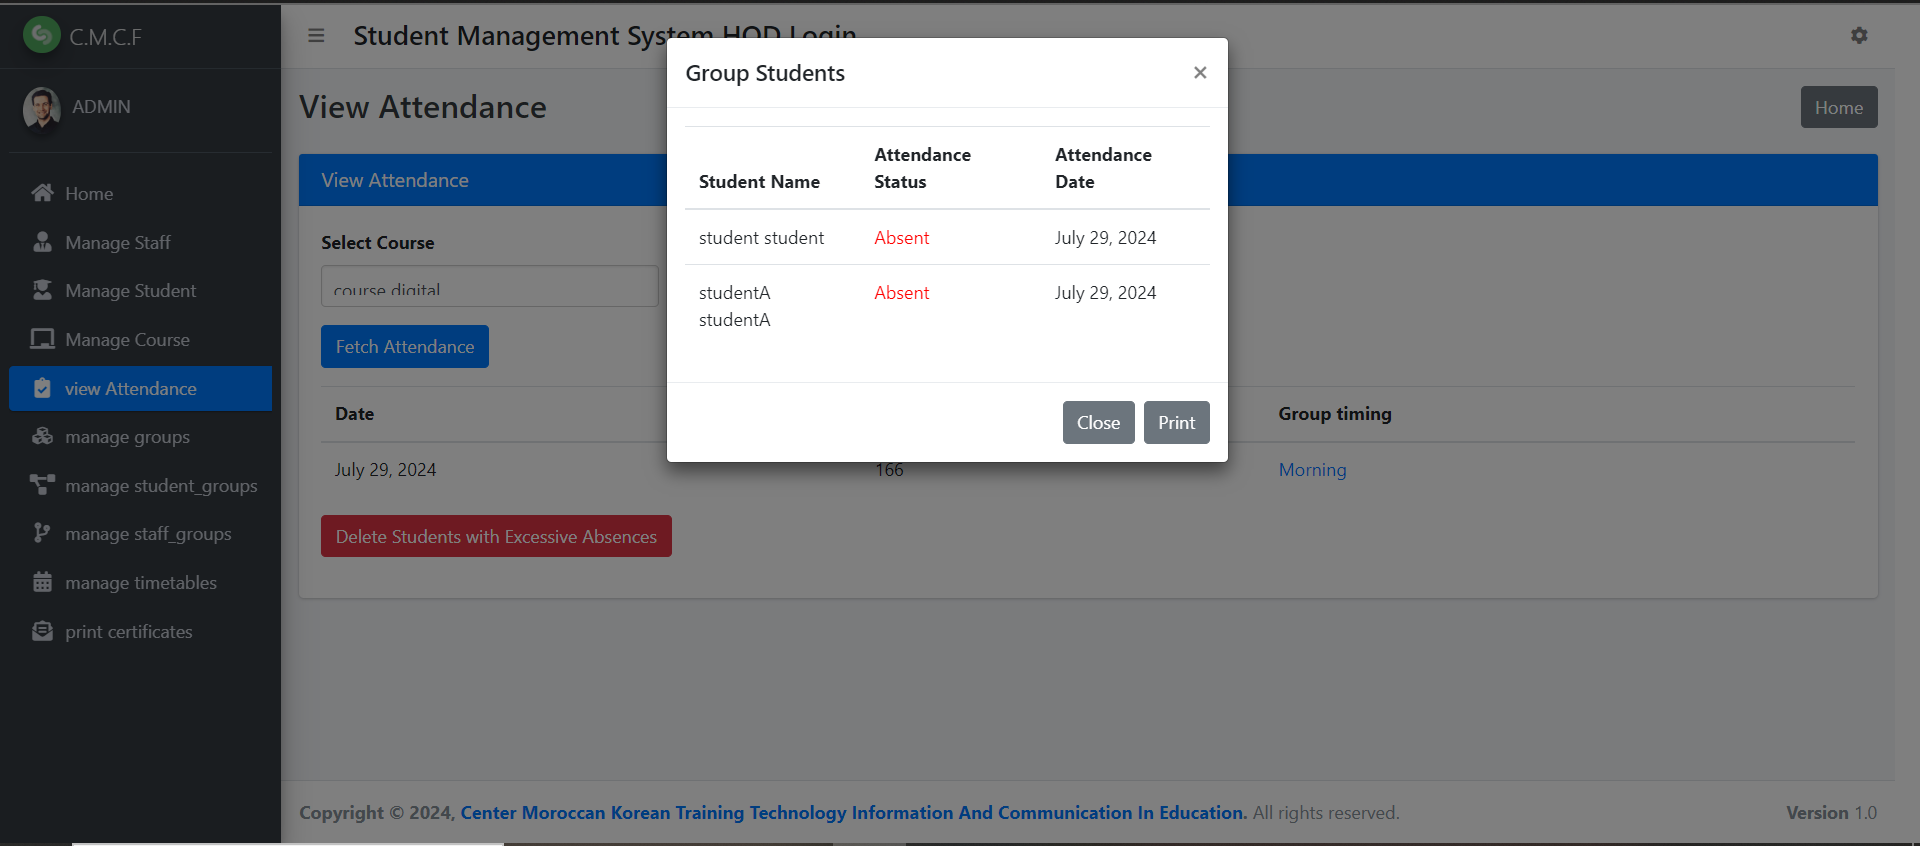 C.M.C.F
ADMIN
Home
Manage Staff
Manage Student
Manage Course
view Attendance
manage groups
manage student_groups
manage staff_groups
manage timetables
print certificates
Student Management System HOD Login
View Attendance
Home
View Attendance
Select Course
course digital
Fetch Attendance
Date
Group timing
July 29, 2024
166
Morning
Delete Students with Excessive Absences
Group Students
×
Student Name
Attendance
Status
Attendance
Date
student student
Absent
July 29, 2024
studentA
studentA
Absent
July 29, 2024
Close
Print
Copyright © 2024, Center Moroccan Korean Training Technology Information And Communication In Education. All rights reserved.
Version 1.0